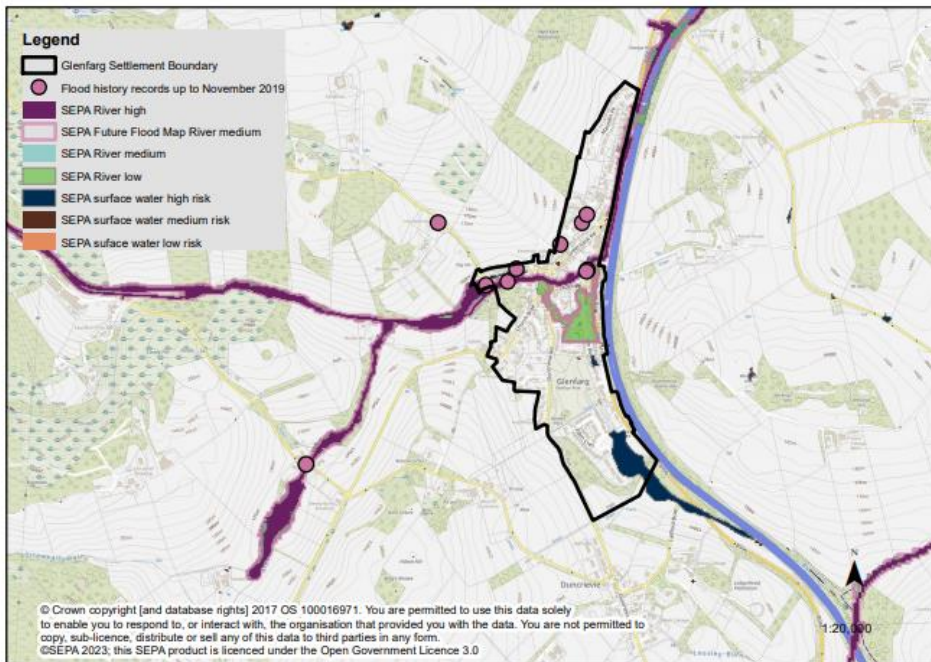 Legend
Glenfarg Settlement Boundary
Flood history records up to November 2019
SEPA River high
SEPA Future Flood Map River medium
SEPA River medium
SEPA River low
SEPA surface water high risk
SEPA surface water medium risk
SEPA suface water low risk
Glenfarg
Duncrievie
N
1:20,000
© Crown copyright [and database rights] 2017 OS 100016971. You are permitted to use this data solely
to enable you to respond to, or interact with, the organisation that provided you with the data. You are not permitted to
copy, sub-licence, distribute or sell any of this data to third parties in any form.
©SEPA 2023; this SEPA product is licenced under the Open Government Licence 3.0